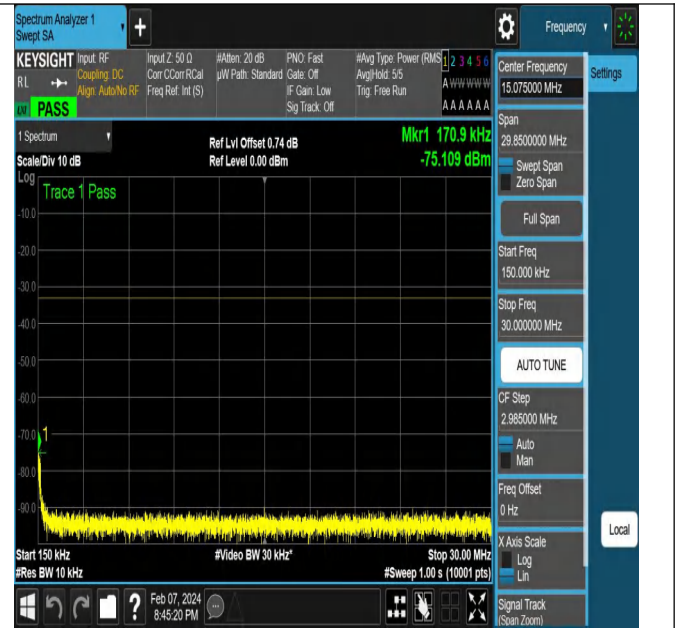 Spectrum Analyzer 1
Swept SA
+
Frequency
KEYSIGHT
RL
LXI
PASS
Input: RF
Coupling: DC
Align: Auto/No RF
Input Z: 50 Ω
Corr CCorr RCal
Freq Ref: Int (S)
#Atten: 20 dB
µW Path: Standard
PNO: Fast
Gate: Off
IF Gain: Low
Sig Track: Off
#Avg Type: Power (RMS
Avg|Hold: 5/5
Trig: Free Run
1 2 3 4 5 6
A W W W W W
A A A A A A
1 Spectrum
Scale/Div 10 dB
Ref Lvl Offset 0.74 dB
Ref Level 0.00 dBm
Mkr1 170.9 kHz
-75.109 dBm
Log
Trace 1 Pass
-10.0
-20.0
-30.0
-40.0
-50.0
-60.0
-70.0
1
-80.0
-90.0
Start 150 kHz
#Res BW 10 kHz
#Video BW 30 kHz*
Stop 30.00 MHz
#Sweep 1.00 s (10001 pts)
?
Feb 07, 2024
8:45:20 PM
Center Frequency
15.075000 MHz
Settings
Span
29.8500000 MHz
Swept Span
Zero Span
Full Span
Start Freq
150.000 kHz
Stop Freq
30.000000 MHz
AUTO TUNE
CF Step
2.985000 MHz
Auto
Man
Freq Offset
0 Hz
X Axis Scale
Log
Lin
Local
Signal Track
(Span Zoom)